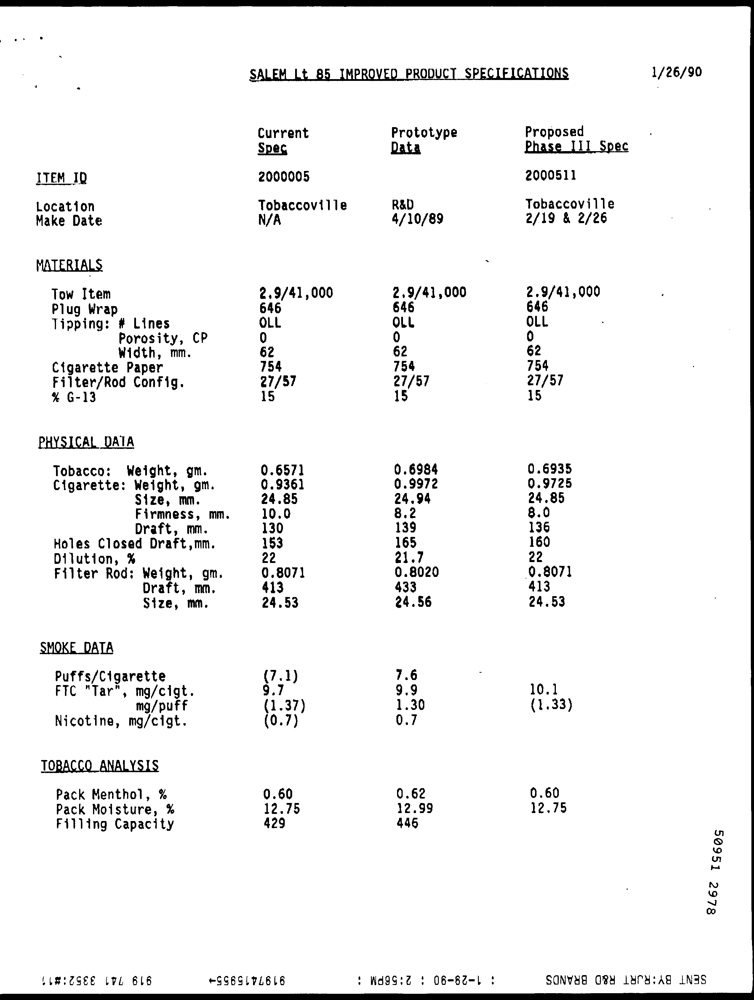 SALEM Lt 85 IMPROVED PRODUCT SPECIFICATIONS 1/26/90
Current Prototype Proposed
Spec Data Phase III Spec
ITEM ID 2000005 2000511
Location Tobaccoville R&D Tobaccoville
Make Date N/A 4/10/89 2/19 & 2/26
MATERIALS
Tow Item 2.9/41,000 2.9/41,000 2.9/41,000
Plug Wrap 646 646 646
Tipping: # Lines OLL OLL OLL
Porosity, CP 0 0 0
Width, mm. 62 62 62
Cigarette Paper 754 754 754
Filter/Rod Config. 27/57 27/57 27/57
% G-13 15 15 15
PHYSICAL DATA
Tobacco: Weight, gm. 0.6571 0.6984 0.6935
Cigarette: Weight, gm. 0.9361 0.9972 0.9725
Size, mm. 24.85 24.94 24.85
Firmness, mm. 10.0 8.2 8.0
Draft, mm. 130 139 136
Holes Closed Draft,mm. 153 165 160
Dilution, % 22 21.7 22
Filter Rod: Weight, gm. 0.8071 0.8020 0.8071
Draft, mm. 413 433 413
Size, mm. 24.53 24.56 24.53
SMOKE DATA
Puffs/Cigarette (7.1) 7.6
FTC "Tar", mg/cigt. 9.7 9.9 10.1
mg/puff (1.37) 1.30 (1.33)
Nicotine, mg/cigt. (0.7) 0.7
TOBACCO ANALYSIS
Pack Menthol, % 0.60 0.62 0.60
Pack Moisture, % 12.75 12.99 12.75
Filling Capacity 429 446
50951 2978
SENT BY:RJRT R&D BRANDS : 1-29-90 : 2:56PM : 9197415955→ 919 741 3352:#11